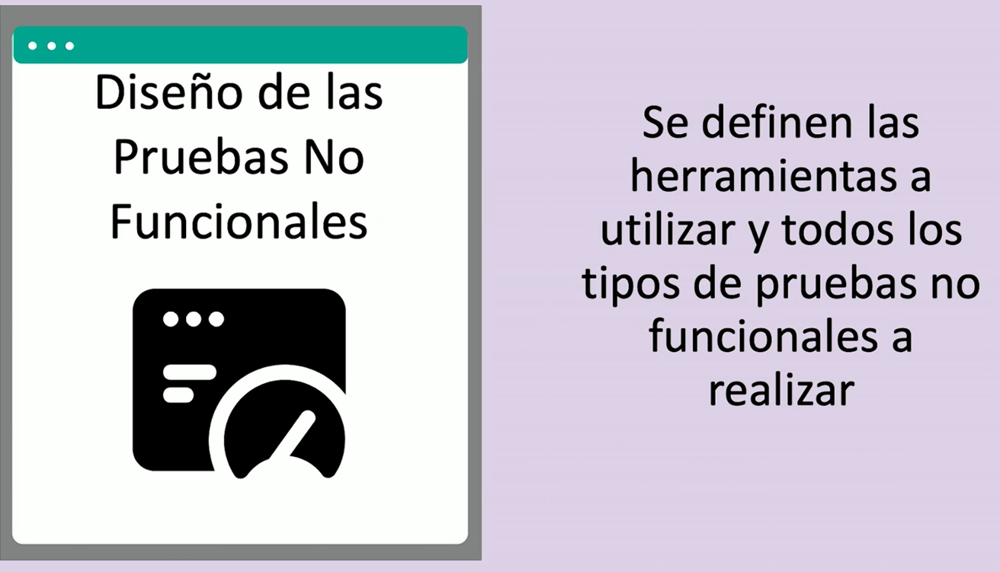 Diseño de las
Pruebas No
Funcionales
Se definen las
herramientas a
utilizar y todos los
tipos de pruebas no
funcionales a
realizar